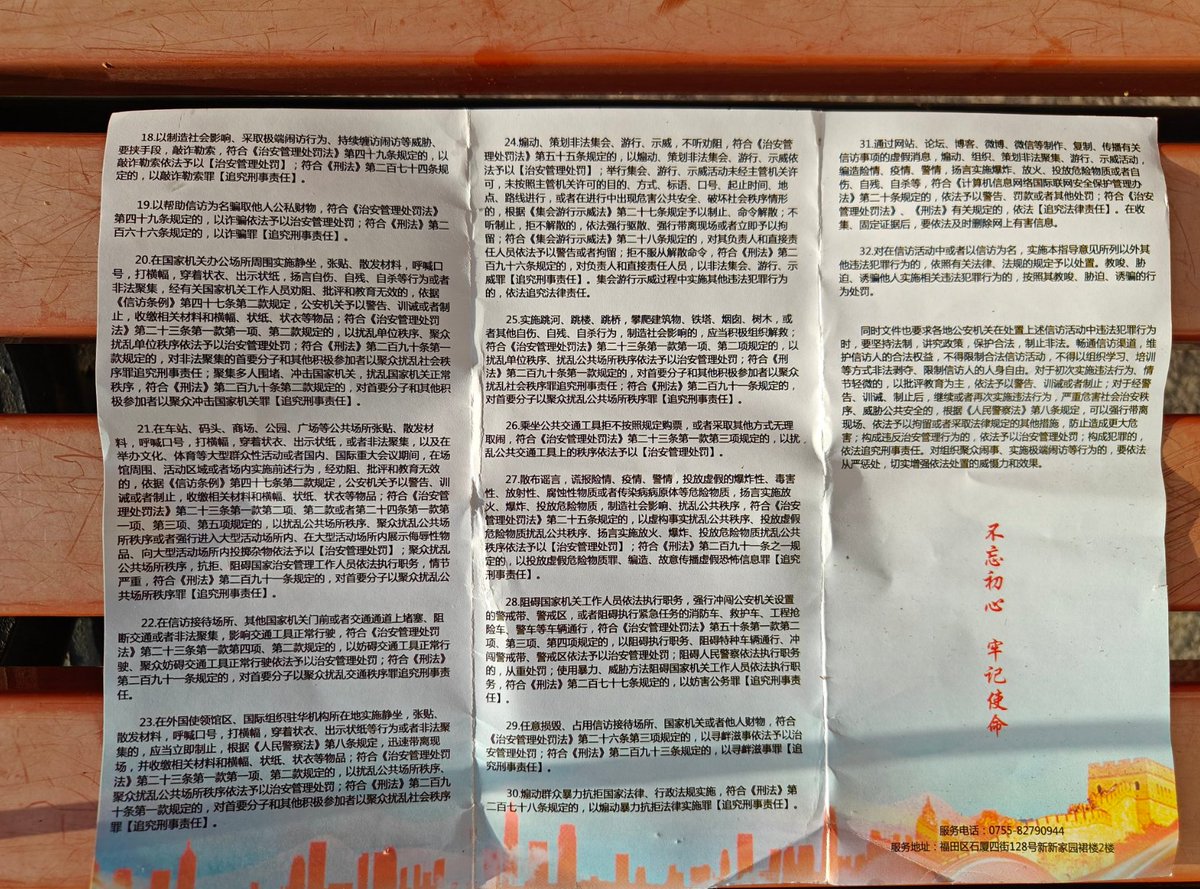 18.以制造社会影响、采取极端闹访行为、持续缠访闹访等威胁、
要挟手段，敲诈勒索，符合《治安管理处罚法》第四十九条规定的，以
敲诈勒索依法予以【治安管理处罚】；符合《刑法》第二百七十四条规
定的，以敲诈勒索罪【追究刑事责任】。
19.以帮助信访为名骗取他人公私财物，符合《治安管理处罚法》
第四十九条规定的，以诈骗依法予以治安管理处罚；符合《刑法》第二
百六十六条规定的，以诈骗罪【追究刑事责任】。
20.在国家机关办公场所周围实施静坐，张贴、散发材料，呼喊口
号，打横幅，穿着状衣、出示状纸，扬言自伤、自残、自杀等行为或者
非法聚集，经有关国家机关工作人员劝阻、批评和教育无效的，依据
《信访条例》第四十七条第二款规定，公安机关予以警告、训诫或者制
止，收缴相关材料和横幅、状纸、状衣等物品；符合《治安管理处罚
法》第二十三条第一款第一项、第二款规定的，以扰乱单位秩序、聚众
扰乱单位秩序依法予以治安管理处罚；符合《刑法》第二百九十条第一
款规定的，对非法聚集的首要分子和其他积极参加者以聚众扰乱社会秩
序罪追究刑事责任；聚集多人围堵、冲击国家机关，扰乱国家机关正常
秩序，符合《刑法》第二百九十条第二款规定的，对首要分子和其他积
极参加者以聚众冲击国家机关罪【追究刑事责任】。
21.在车站、码头、商场、公园、广场等公共场所张贴、散发材
料，呼喊口号，打横幅，穿着状衣、出示状纸，或者非法聚集，以及在
举办文化、体育等大型群众性活动或者国内、国际重大会议期间，在场
馆周围、活动区域或者场内实施前述行为，经劝阻、批评和教育无效
的，依据《信访条例》第四十七条第二款规定，公安机关予以警告、训
诫或者制止，收缴相关材料和横幅、状纸、状衣等物品；符合《治安管
理处罚法》第二十三条第一款第二项、第二款或者第二十四条第一款第
一项、第三项、第五项规定的，以扰乱公共场所秩序、聚众扰乱公共场
所秩序或者强行进入大型活动场所内、在大型活动场所内展示侮辱性物
品、向大型活动场所内投掷杂物依法予以【治安管理处罚】；聚众扰乱
公共场所秩序，抗拒、阻碍国家治安管理工作人员依法执行职务，情节
严重，符合《刑法》第二百九十一条规定的，对首要分子以聚众扰乱公
共场所秩序罪【追究刑事责任】。
22.在信访接待场所、其他国家机关门前或者交通通道上堵塞、阻
断交通或者非法聚集，影响交通工具正常行驶，符合《治安管理处罚
法》第二十三条第一款第四项、第二款规定的，以妨碍交通工具正常行
驶、聚众妨碍交通工具正常行驶依法予以治安管理处罚；符合《刑法》
第二百九十一条规定的，对首要分子以聚众扰乱交通秩序罪追究刑事责
任。
23.在外国使领馆区、国际组织驻华机构所在地实施静坐，张贴、
散发材料，呼喊口号，打横幅，穿着状衣、出示状纸等行为或者非法聚
集的，应当立即制止，根据《人民警察法》第八条规定，迅速带离现
场，并收缴相关材料和横幅、状纸、状衣等物品；符合《治安管理处罚
法》第二十三条第一款第一项、第二款规定的，以扰乱公共场所秩序、
聚众扰乱公共场所秩序依法予以治安管理处罚；符合《刑法》第二百九
十条第一款规定的，对首要分子和其他积极参加者以聚众扰乱社会秩序
罪【追究刑事责任】。
24.煽动、策划非法集会、游行、示威，不听劝阻，符合《治安管
理处罚法》第五十五条规定的，以煽动、策划非法集会、游行、示威依
法予以【治安管理处罚】；举行集会、游行、示威活动未经主管机关许
可，未按照主管机关许可的目的、方式、标语、口号、起止时间、地
点、路线进行，或者在进行中出现危害公共安全、破坏社会秩序情形
的，根据《集会游行示威法》第二十七条规定予以制止、命令解散；不
听制止，拒不解散的，依法强行驱散、强行带离现场或者立即予以拘
留；符合《集会游行示威法》第二十八条规定的，对其负责人和直接责
任人员依法予以警告或者拘留；拒不服从解散命令，符合《刑法》第二
百九十六条规定的，对负责人和直接责任人员，以非法集会、游行、示
威罪【追究刑事责任】。集会游行示威过程中实施其他违法犯罪行为
的，依法追究法律责任。
25.实施跳河、跳楼、跳桥，攀爬建筑物、铁塔、烟囱、树木，或
者其他自伤、自残、自杀行为，制造社会影响的，应当积极组织解救；
符合《治安管理处罚法》第二十三条第一款第一项、第二项规定的，以
扰乱单位秩序、扰乱公共场所秩序依法予以治安管理处罚；符合《刑
法》第二百九十条第一款规定的，对首要分子和其他积极参加者以聚众
扰乱社会秩序罪追究刑事责任；符合《刑法》第二百九十一条规定的，
对首要分子以聚众扰乱公共场所秩序罪【追究刑事责任】。
26.乘坐公共交通工具拒不按照规定购票，或者采取其他方式无理
取闹，符合《治安管理处罚法》第二十三条第一款第三项规定的，以扰
乱公共交通工具上的秩序依法予以【治安管理处罚】。
27.散布谣言，谎报险情、疫情、警情，投放虚假的爆炸性、毒害
性、放射性、腐蚀性物质或者传染病病原体等危险物质，扬言实施放
火、爆炸、投放危险物质，制造社会影响、扰乱公共秩序，符合《治安
管理处罚法》第二十五条规定的，以虚构事实扰乱公共秩序、投放虚假
危险物质扰乱公共秩序、扬言实施放火、爆炸、投放危险物质扰乱公共
秩序依法予以【治安管理处罚】；符合《刑法》第二百九十一条之一规
定的，以投放虚假危险物质罪、编造、故意传播虚假恐怖信息罪【追究
刑事责任】。
28.阻碍国家机关工作人员依法执行职务，强行冲闯公安机关设置
的警戒带、警戒区，或者阻碍执行紧急任务的消防车、救护车、工程抢
险车、警车等车辆通行，符合《治安管理处罚法》第五十条第一款第二
项、第三项、第四项规定的，以阻碍执行职务、阻碍特种车辆通行、冲
闯警戒带、警戒区依法予以治安管理处罚；阻碍人民警察依法执行职务
的，从重处罚；使用暴力、威胁方法阻碍国家机关工作人员依法执行职
务，符合《刑法》第二百七十七条规定的，以妨害公务罪【追究刑事责
任】。
29.任意损毁、占用信访接待场所、国家机关或者他人财物，符合
《治安管理处罚法》第二十六条第三项规定的，以寻衅滋事依法予以治
安管理处罚；符合《刑法》第二百九十三条规定的，以寻衅滋事罪【追
究刑事责任】。
30.煽动群众暴力抗拒国家法律、行政法规实施，符合《刑法》第
二百七十八条规定的，以煽动暴力抗拒法律实施罪【追究刑事责任】。
31.通过网站、论坛、博客、微博、微信等制作、复制、传播有关
信访事项的虚假消息，煽动、组织、策划非法聚集、游行、示威活动，
编造险情、疫情、警情，扬言实施爆炸、放火、投放危险物质或者自
伤、自残、自杀等，符合《计算机信息网络国际联网安全保护管理办
法》第二十条规定的，依法予以警告、罚款或者其他处罚；符合《治安
管理处罚法》、《刑法》有关规定的，依法【追究法律责任】。在收
集、固定证据后，要依法及时删除网上有害信息。
32.对在信访活动中或者以信访为名，实施本指导意见所列以外其
他违法犯罪行为的，依照有关法律、法规的规定予以处置。教唆、胁
迫、诱骗他人实施相关违法犯罪行为的，按照其教唆、胁迫、诱骗的行
为处罚。
同时文件也要求各地公安机关在处置上述信访活动中违法犯罪行为
时，要坚持法制，讲究政策，保护合法，制止非法。畅通信访渠道，维
护信访人的合法权益，不得限制合法信访活动，不得以组织学习、培训
等方式非法剥夺、限制信访人的人身自由。对于初次实施违法行为、情
节轻微的，以批评教育为主，依法予以警告、训诫或者制止；对于经警
告、训诫、制止后，继续或者再次实施违法行为，严重危害社会治安秩
序、威胁公共安全的，根据《人民警察法》第八条规定，可以强行带离
现场、依法予以拘留或者采取法律规定的其他措施，防止造成更大危
害；构成违反治安管理行为的，依法予以治安管理处罚；构成犯罪的，
依法追究刑事责任。对组织聚众闹事、实施极端闹访等行为的，要依法
从严惩处，切实增强依法处置的威慑力和效果。
不忘初心 牢记使命
服务电话：0755-82790944
服务地址：福田区石厦四街128号新新家园裙楼2楼